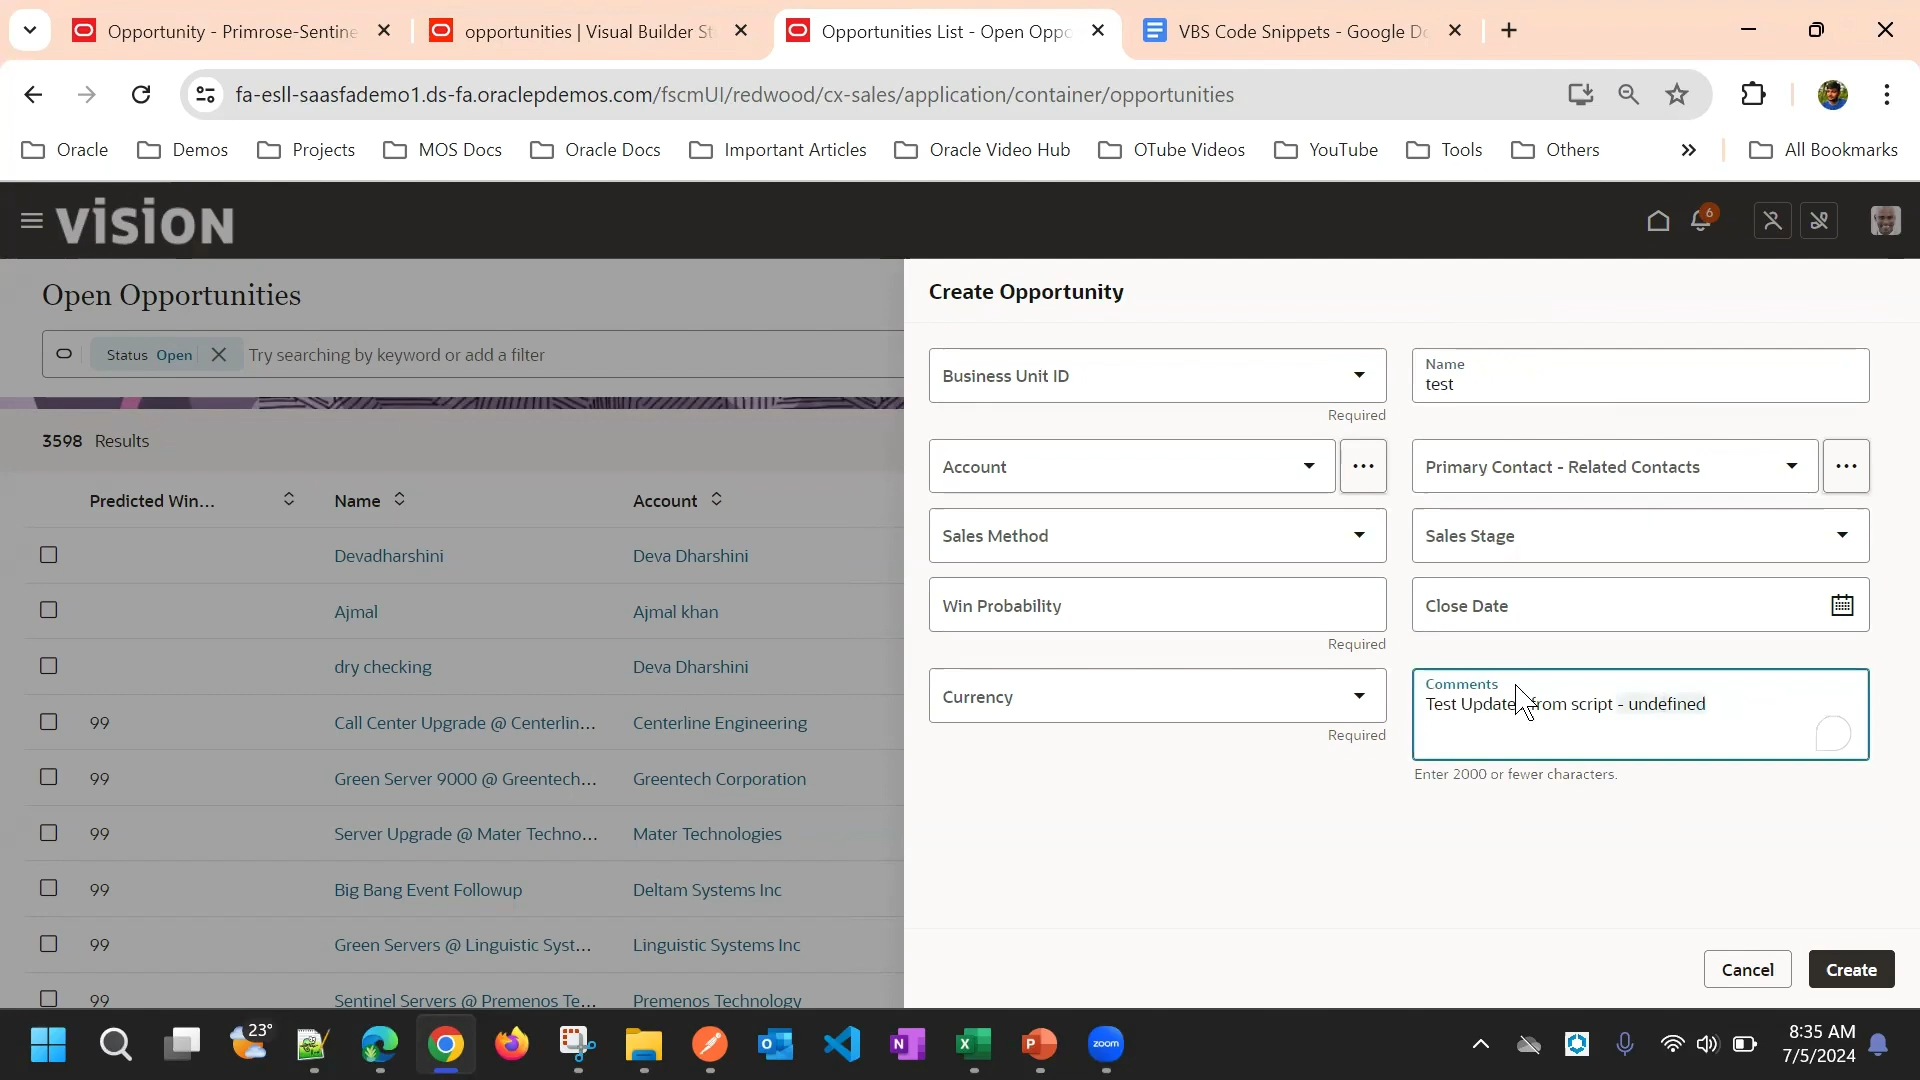 Opportunity - Primrose-Sentine
opportunities | Visual Builder St
Opportunities List - Open Oppo
VBS Code Snippets - Google Do
fa-esll-saasfademo1.ds-fa.oraclepdemos.com/fscmUI/redwood/cx-sales/application/container/opportunities
Oracle
Demos
Projects
MOS Docs
Oracle Docs
Important Articles
Oracle Video Hub
OTube Videos
YouTube
Tools
Others
»
All Bookmarks
VISION
6
Open Opportunities
Status Open
Try searching by keyword or add a filter
3598 Results
Predicted Win...
Name
Account
Devadharshini
Deva Dharshini
Ajmal
Ajmal khan
dry checking
Deva Dharshini
99
Call Center Upgrade @ Centerlin...
Centerline Engineering
99
Green Server 9000 @ Greentech...
Greentech Corporation
99
Server Upgrade @ Mater Techno...
Mater Technologies
99
Big Bang Event Followup
Deltam Systems Inc
99
Green Servers @ Linguistic Syst...
Linguistic Systems Inc
99
Sentinel Servers @ Premenos Te...
Premenos Technology
Create Opportunity
Business Unit ID
Required
Name
test
Account
Primary Contact - Related Contacts
Sales Method
Sales Stage
Win Probability
Required
Close Date
Currency
Required
Comments
Test Update from script - undefined
Enter 2000 or fewer characters.
Cancel
Create
23°
zoom
8:35 AM
7/5/2024